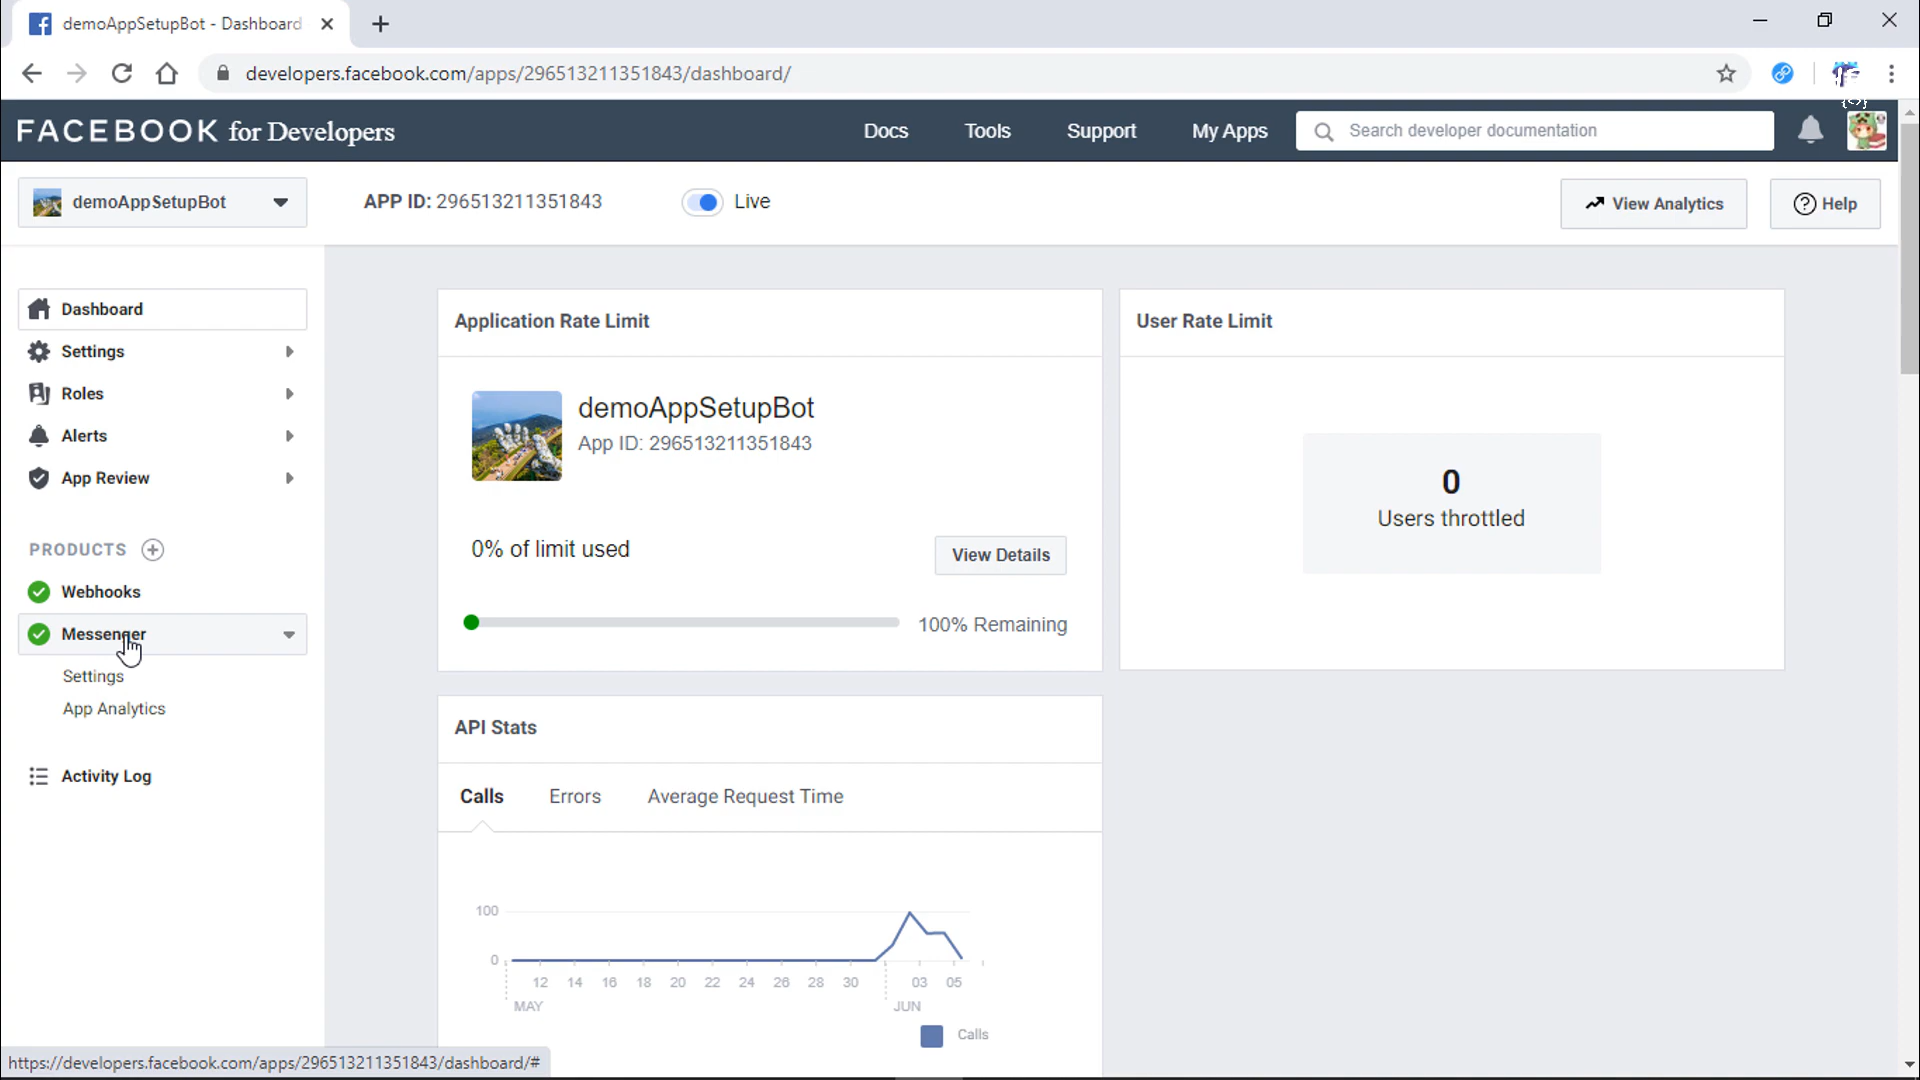 demoAppSetupBot - Dashboard
developers.facebook.com/apps/296513211351843/dashboard/
FACEBOOK for Developers
Docs
Tools
Support
My Apps
Search developer documentation
demoAppSetupBot
APP ID: 296513211351843
Live
View Analytics
Help
Dashboard
Settings
Roles
Alerts
App Review
PRODUCTS
Webhooks
Messenger
Settings
App Analytics
Activity Log
Application Rate Limit
demoAppSetupBot
App ID: 296513211351843
0% of limit used
View Details
100% Remaining
User Rate Limit
0
Users throttled
API Stats
Calls
Errors
Average Request Time
100
0
12 14 16 18 20 22 24 26 28 30 03 05
MAY JUN
Calls
https://developers.facebook.com/apps/296513211351843/dashboard/#